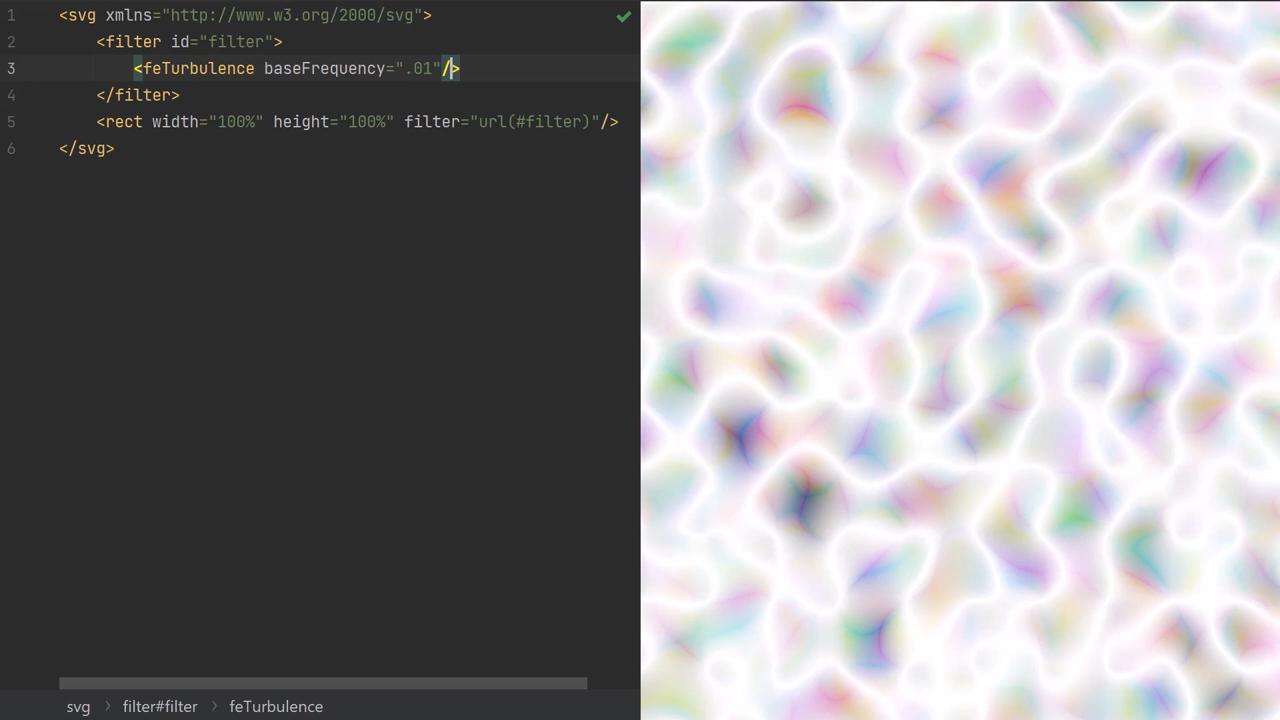 1 <svg xmlns="http://www.w3.org/2000/svg">
2 <filter id="filter">
3 <feTurbulence baseFrequency=".01"/>
4 </filter>
5 <rect width="100%" height="100%" filter="url(#filter)"/>
6 </svg>
svg > filter#filter > feTurbulence